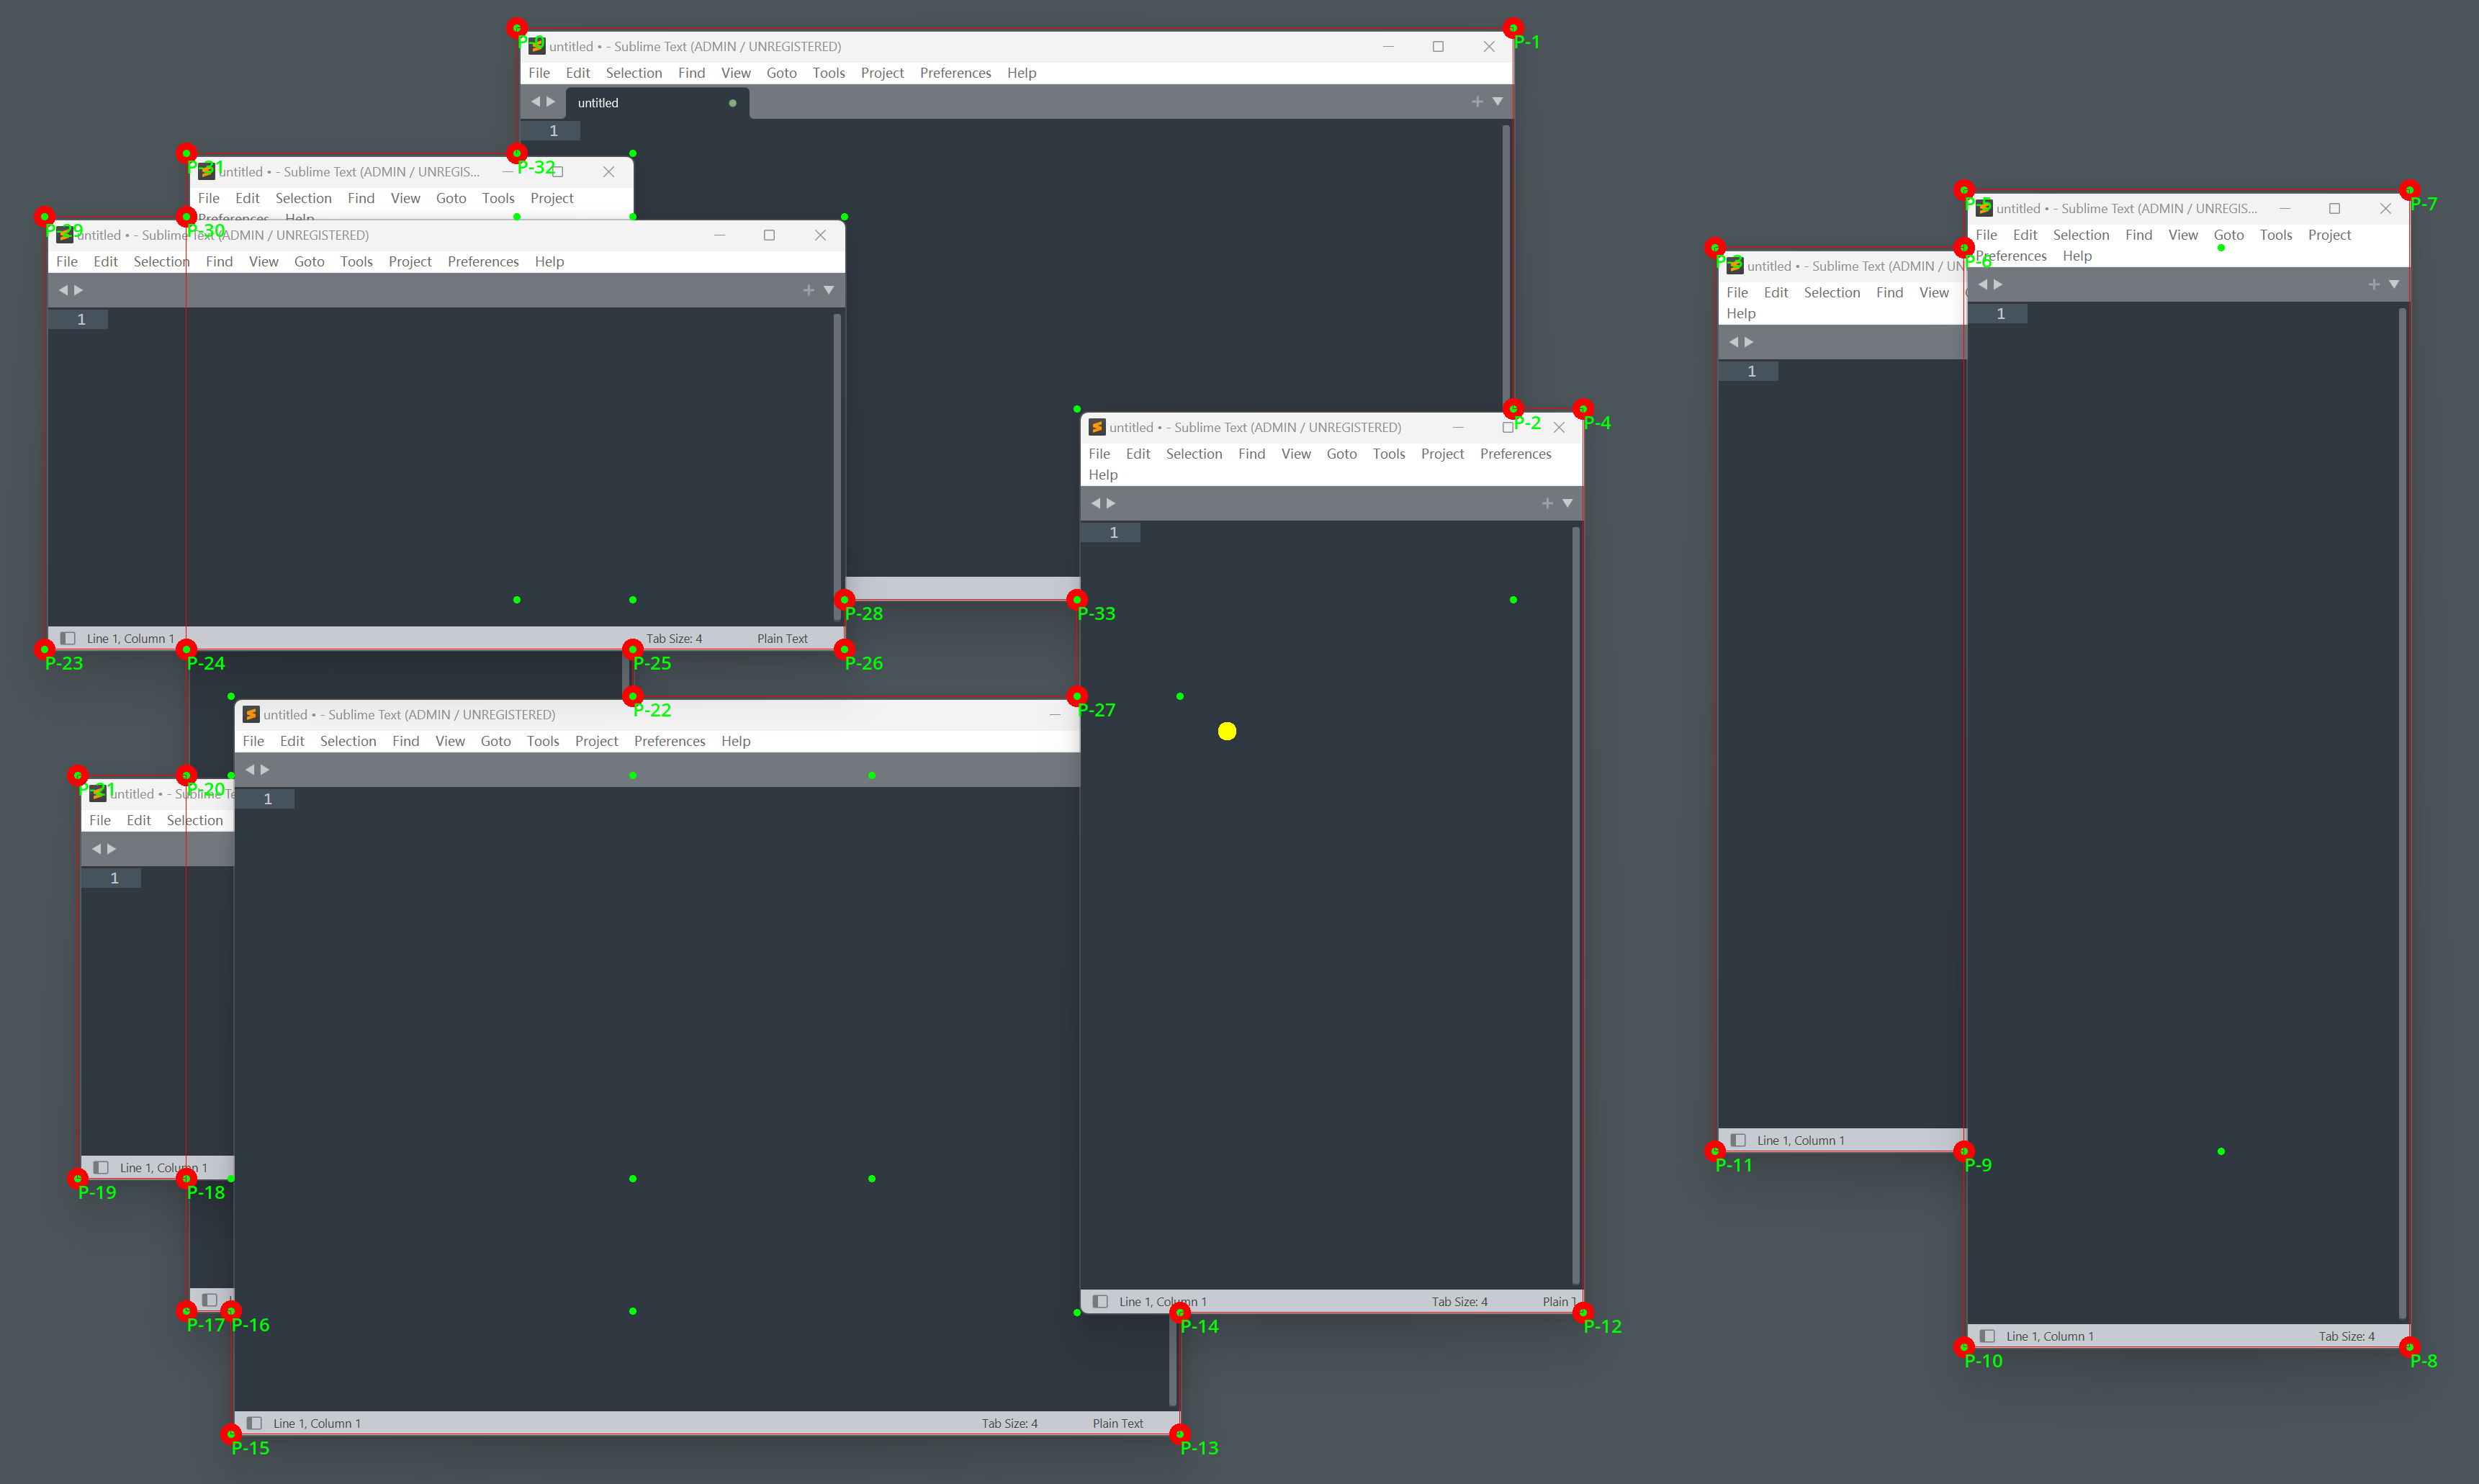 P-0
untitled • - Sublime Text (ADMIN / UNREGISTERED)
P-1
File Edit Selection Find View Goto Tools Project Preferences Help
untitled
1
P-31
untitled • - Sublime Text (ADMIN / UNREGIS...
P-32
File Edit Selection Find View Goto Tools Project
Preferences Help
P-29
untitled • - Sublime Text (ADMIN / UNREGISTERED)
P-30
File Edit Selection Find View Goto Tools Project Preferences Help
1
Line 1, Column 1 Tab Size: 4 Plain Text
P-28
P-33
P-23
P-24
P-25
P-26
P-2
P-4
untitled • - Sublime Text (ADMIN / UNREGISTERED)
File Edit Selection Find View Goto Tools Project Preferences
Help
1
Line 1, Column 1 Tab Size: 4 Plain
P-14
P-12
P-22
P-27
untitled • - Sublime Text (ADMIN / UNREGISTERED)
File Edit Selection Find View Goto Tools Project Preferences Help
1
Line 1, Column 1 Tab Size: 4 Plain Text
P-15
P-13
P-21
untitled • - Sublime Te
P-20
File Edit Selection
1
Line 1, Column 1
P-19
P-18
P-17
P-16
P-3
untitled • - Sublime Text (ADMIN / UN
File Edit Selection Find View
Help
1
Line 1, Column 1
P-11
P-9
P-5
untitled • - Sublime Text (ADMIN / UNREGIS...
P-7
File Edit Selection Find View Goto Tools Project
P-6
Preferences Help
1
Line 1, Column 1 Tab Size: 4
P-10
P-8